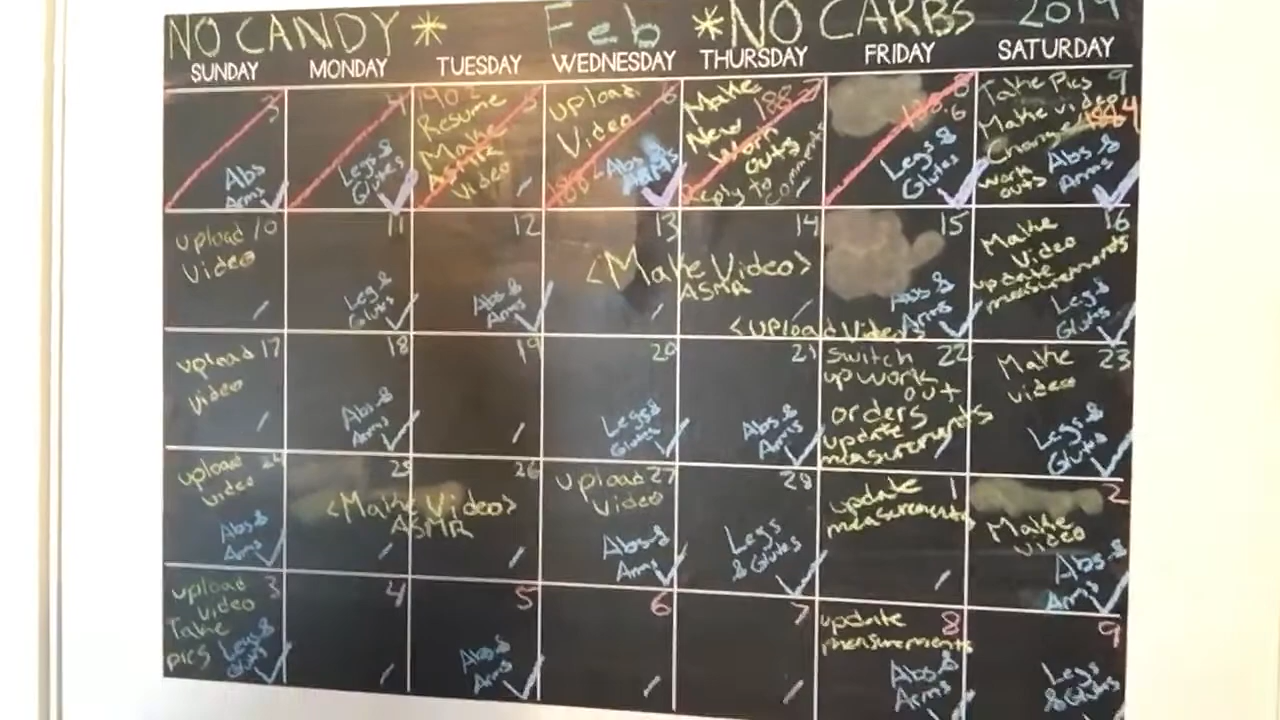 NO CANDY * Feb *NO CARBS 2019
SUNDAY MONDAY TUESDAY WEDNESDAY THURSDAY FRIDAY SATURDAY
3
Abs
Arms
4
Legs &
Glutes
190.2 5
Resume
Make
ASMR
Video
upload 6
Video
Abs &
Arms
Make 7
188.2
New
Work
outs
Reply to
comments
8
188.6
Legs &
Glutes
Take Pics 9
Make video
188.4
Change
work
outs
Abs &
Arms
upload 10
Video
11
Legs &
Glutes
12
Abs &
Arms
13 14
<Make Video>
ASMR
<upload Video>
15
Abs &
Arms
16
Make
Video
update
measurements
Legs
Glutes
upload 17
Video
18
Abs &
Arms
19
20
Legs &
Glutes
21
Abs &
Arms
switch 22
up work
out
orders
update
measurements
Make 23
video
Legs &
Glutes
upload 24
Video
Abs &
Arms
25 26
<Make Video>
ASMR
upload 27
Video
Abs &
Arms
28
Legs
& Glutes
update 1
measurements
2
Make
video
Abs &
Arms
upload 3
video
Take
pics
Legs &
Gluts
4
5
Abs &
Arms
6
7
update 8
measurements
Abs &
Arms
9
Legs
& Glutes